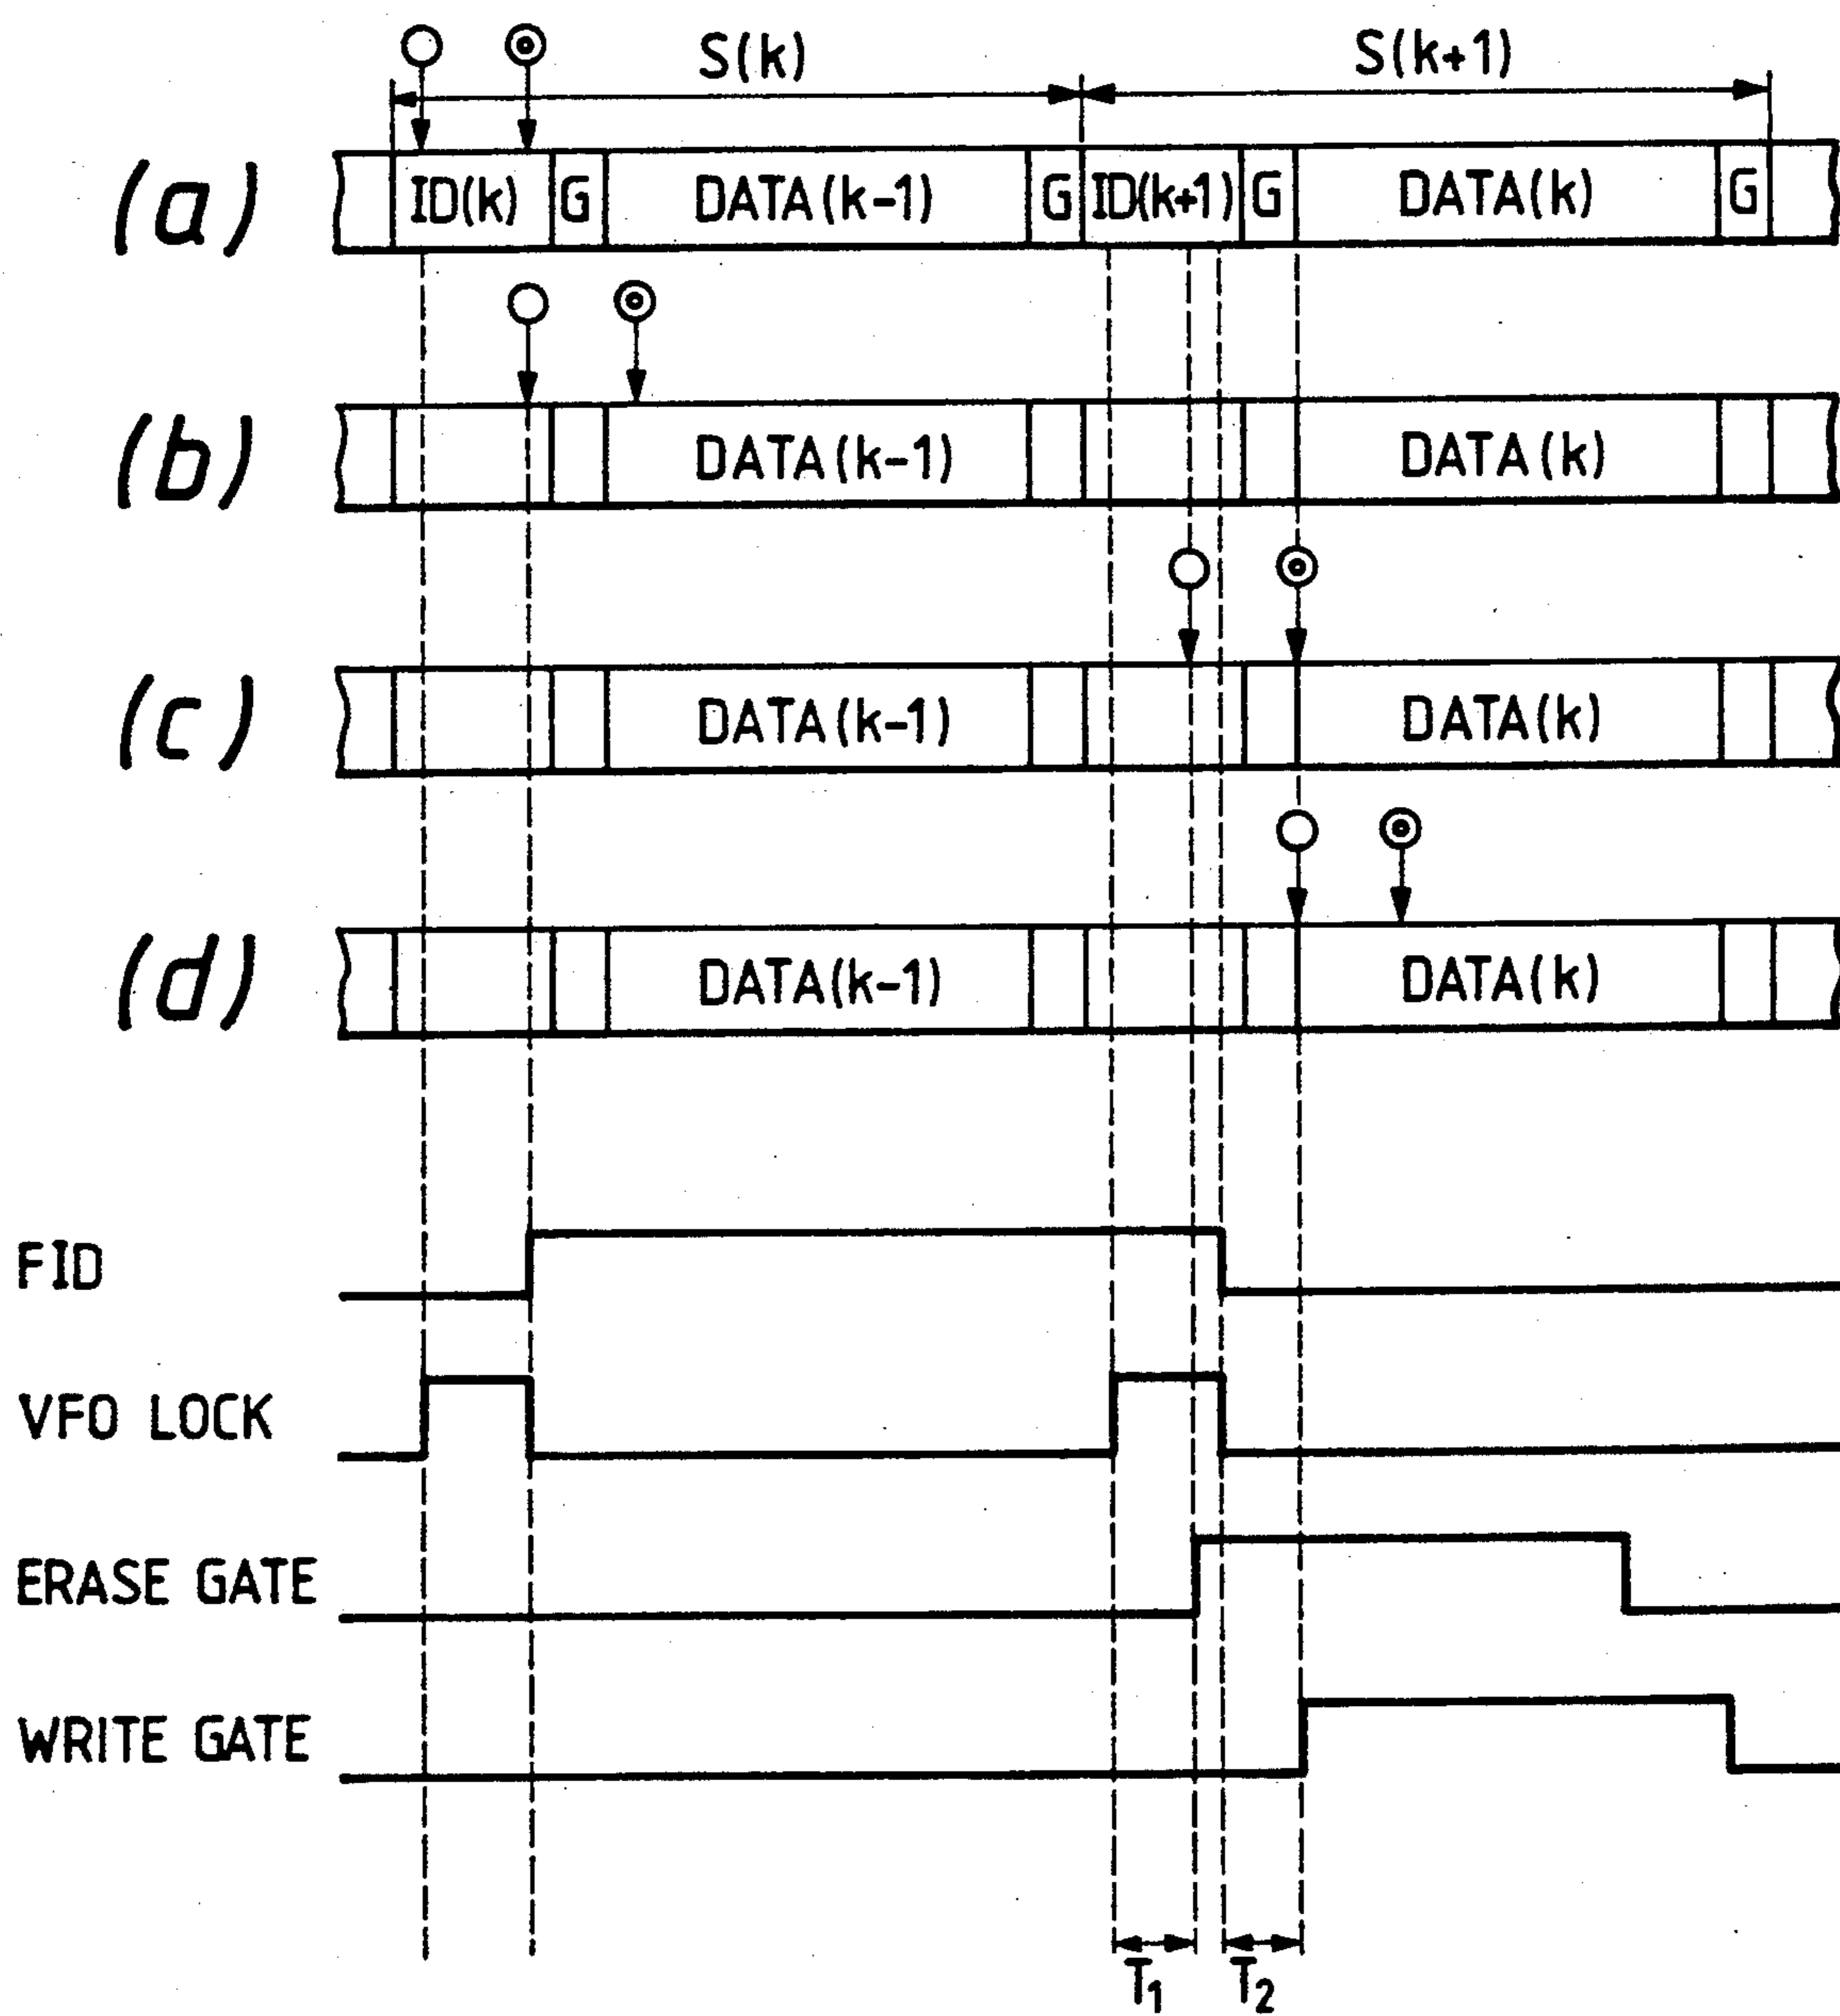 S(k) S(k+1)
(a) ID(k) G DATA(k-1) G ID(k+1) G DATA(k) G
(b) DATA(k-1) DATA(k)
(c) DATA(k-1) DATA(k)
(d) DATA(k-1) DATA(k)
FID
VFO LOCK
ERASE GATE
WRITE GATE
T1 T2